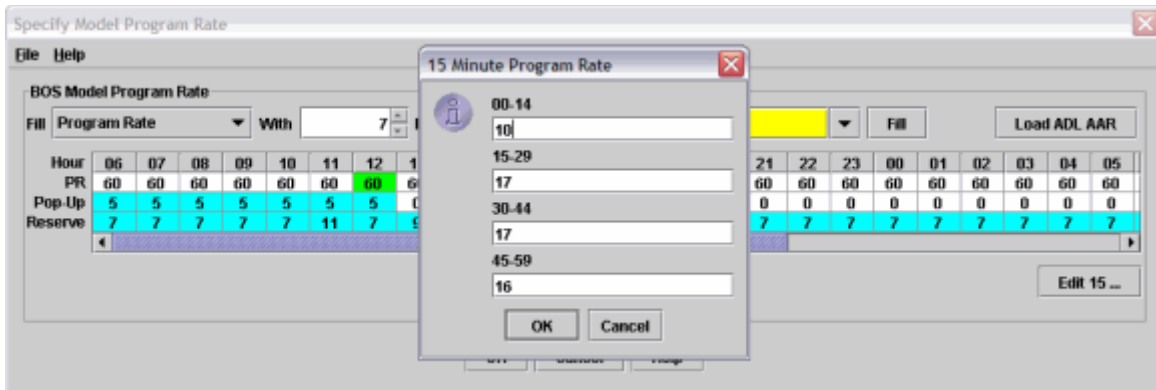 Specify Model Program Rate
File Help
15 Minute Program Rate
BOS Model Program Rate
Fill Program Rate With 7
00-14
10
Fill
Load ADL AAR
15-29
17
Hour 06 07 08 09 10 11 12 21 22 23 00 01 02 03 04 05
PR 60 60 60 60 60 60 60 60 60 60 60 60 60 60 60 60
Pop-Up 5 5 5 5 5 5 5 0 0 0 0 0 0 0 0 0
Reserve 7 7 7 7 7 11 7 7 7 7 7 7 7 7 7 7
30-44
17
45-59
16
Edit 15 ...
OK Cancel